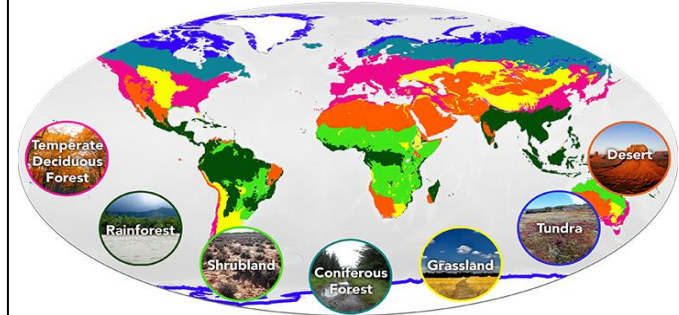 Temperate
Deciduous
Forest
Rainforest
Shrubland
Coniferous
Forest
Grassland
Tundra
Desert